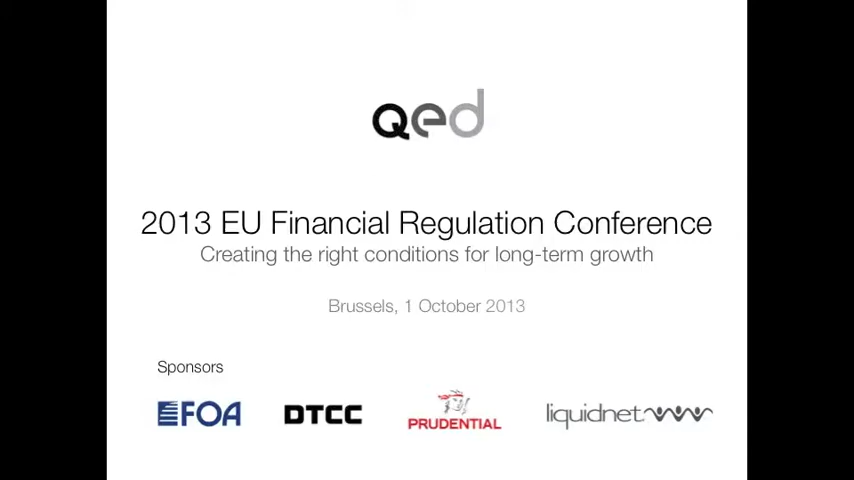 qed
2013 EU Financial Regulation Conference
Creating the right conditions for long-term growth
Brussels, 1 October 2013
Sponsors
FOA
DTCC
PRUDENTIAL
liquidnet